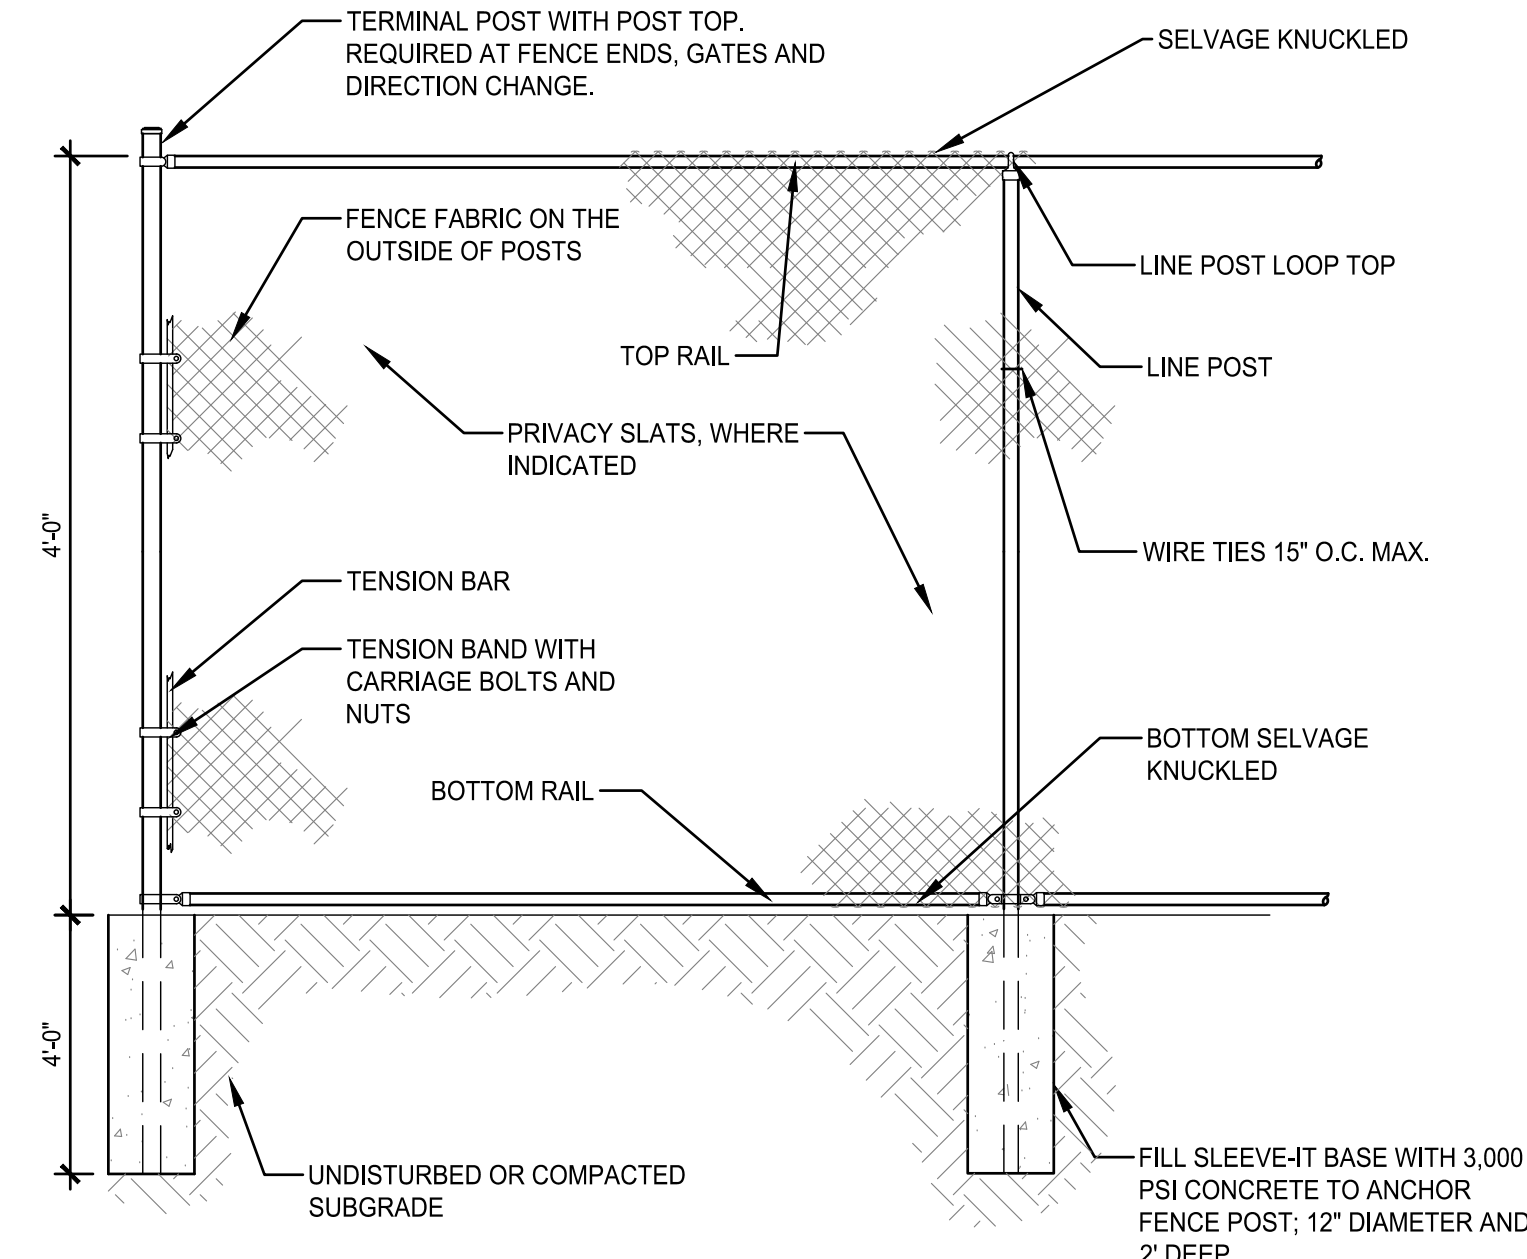 TERMINAL POST WITH POST TOP.
REQUIRED AT FENCE ENDS, GATES AND
DIRECTION CHANGE.
SELVAGE KNUCKLED
FENCE FABRIC ON THE
OUTSIDE OF POSTS
LINE POST LOOP TOP
TOP RAIL
LINE POST
PRIVACY SLATS, WHERE
INDICATED
4'-0"
WIRE TIES 15" O.C. MAX.
TENSION BAR
TENSION BAND WITH
CARRIAGE BOLTS AND
NUTS
BOTTOM SELVAGE
KNUCKLED
BOTTOM RAIL
4'-0"
UNDISTURBED OR COMPACTED
SUBGRADE
FILL SLEEVE-IT BASE WITH 3,000
PSI CONCRETE TO ANCHOR
FENCE POST; 12" DIAMETER AND
2' DEEP